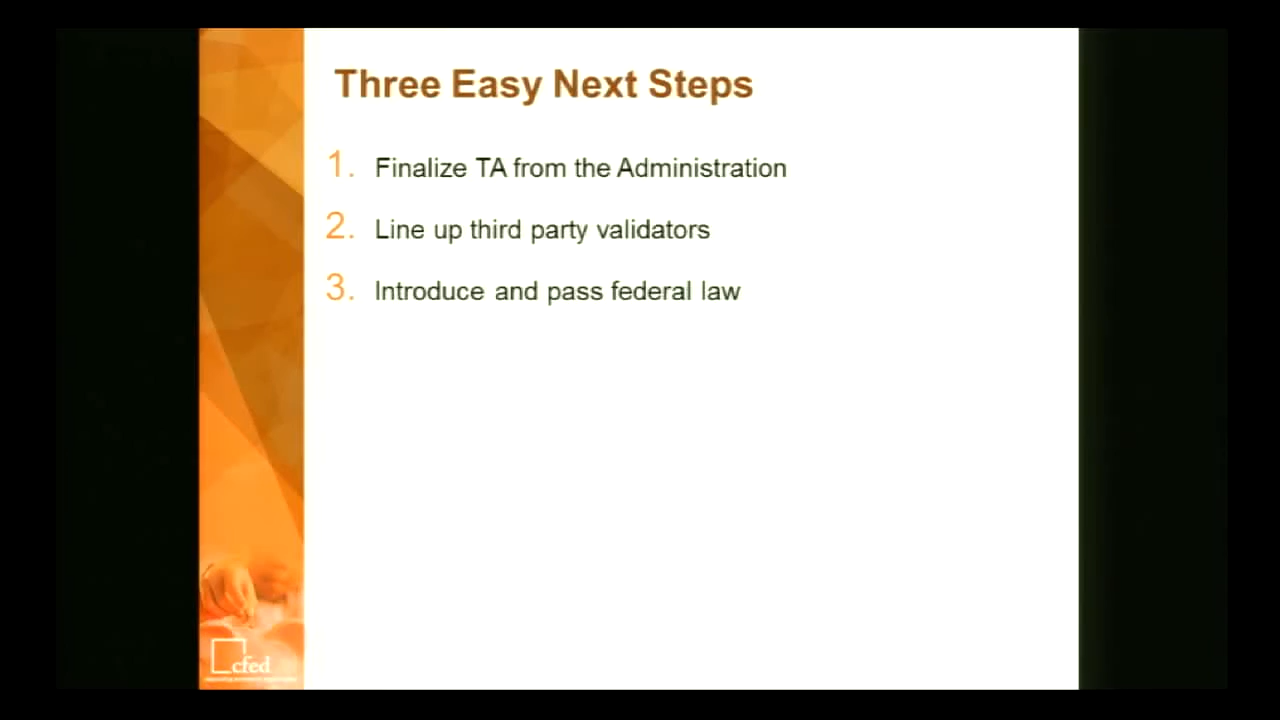 Three Easy Next Steps
1. Finalize TA from the Administration
2. Line up third party validators
3. Introduce and pass federal law
cfed